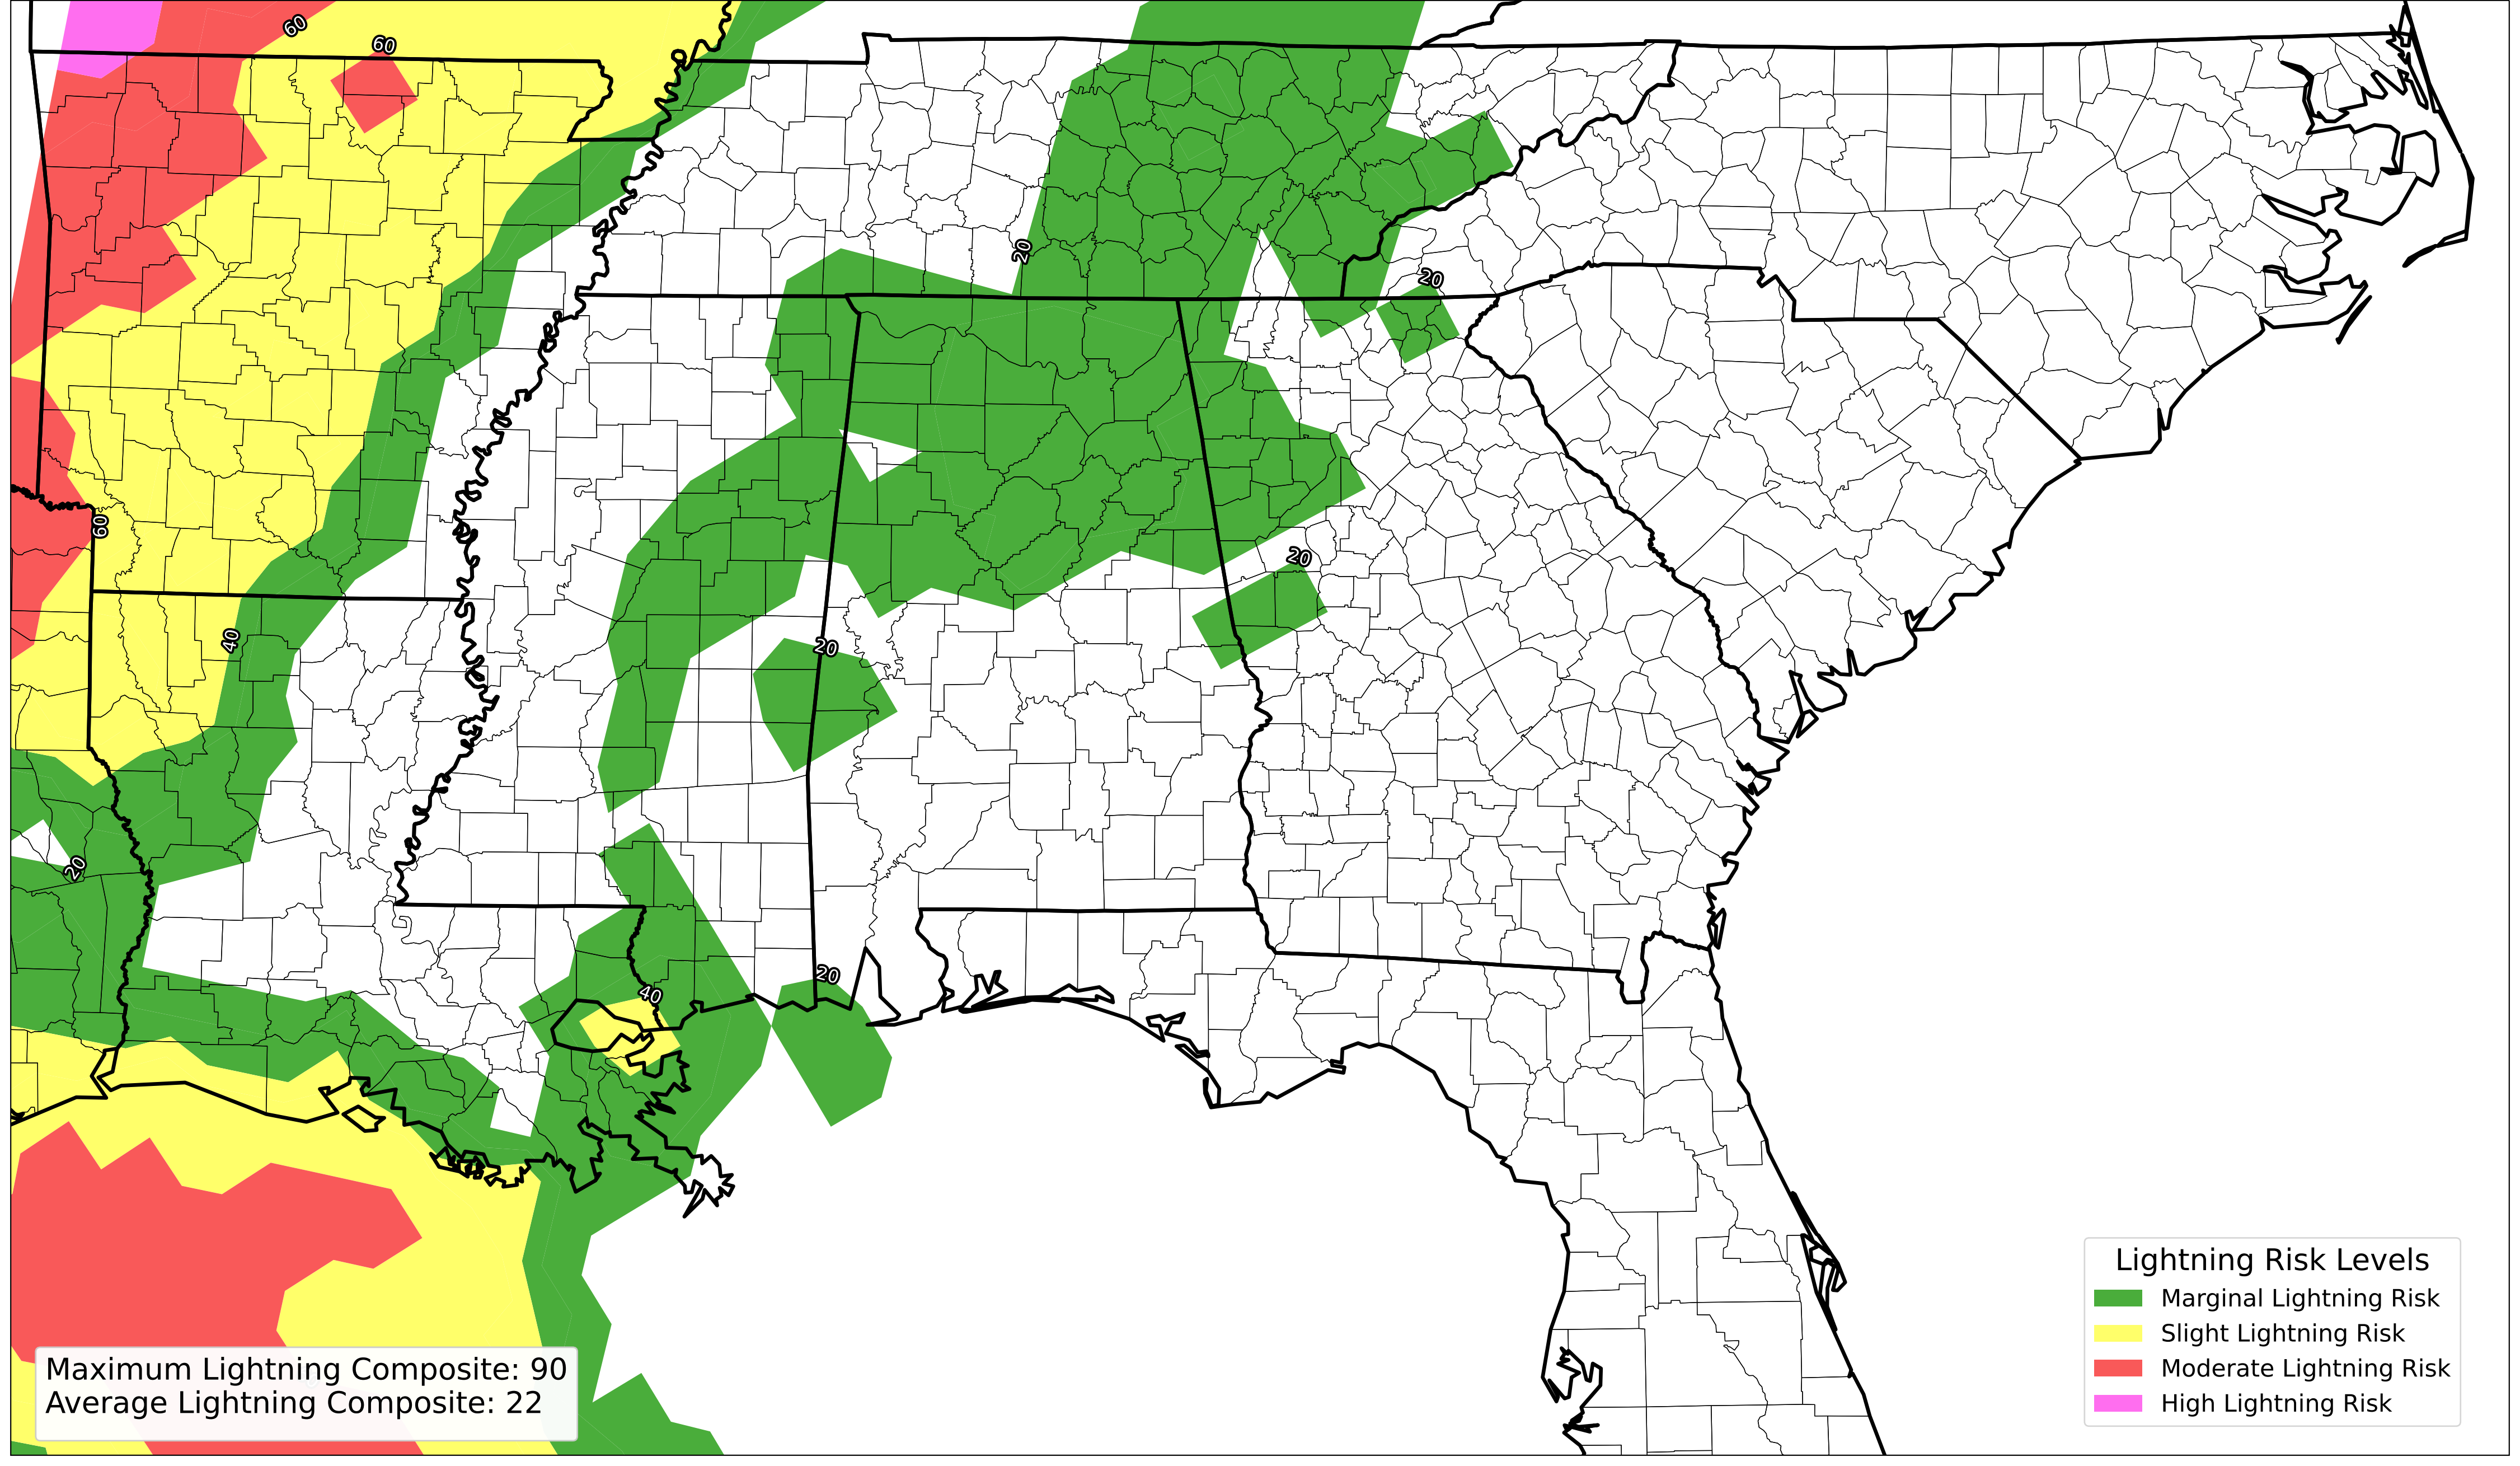 60
60
20
20
60
20
40
20
20
20
40
Lightning Risk Levels
Marginal Lightning Risk
Slight Lightning Risk
Moderate Lightning Risk
High Lightning Risk
Maximum Lightning Composite: 90
Average Lightning Composite: 22